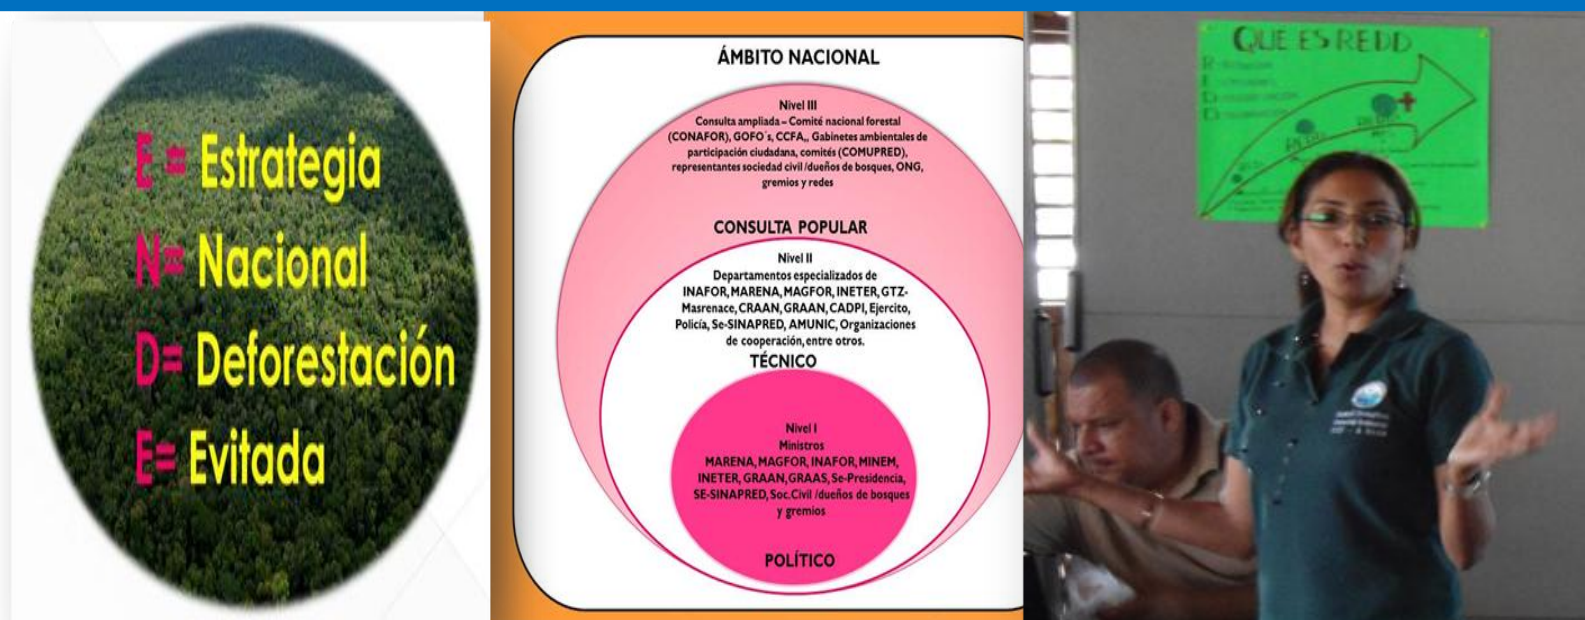 E = Estrategia
N= Nacional
D= Deforestación
E= Evitada
ÁMBITO NACIONAL
Nivel III
Consulta ampliada – Comité nacional forestal
(CONAFOR), GOFO´s, CCFA,, Gabinetes ambientales de
participación ciudadana, comités (COMUPRED),
representantes sociedad civil /dueños de bosques, ONG,
gremios y redes
CONSULTA POPULAR
Nivel II
Departamentos especializados de
INAFOR, MARENA, MAGFOR, INETER, GTZ-
Masrenace, CRAAN, GRAAN, CADPI, Ejercito,
Policía, Se-SINAPRED, AMUNIC, Organizaciones
de cooperación, entre otros.
TÉCNICO
Nivel I
Ministros
MARENA, MAGFOR, INAFOR, MINEM,
INETER, GRAAN, GRAAS, Se-Presidencia,
SE-SINAPRED, Soc. Civil /dueños de bosques
y gremios
POLÍTICO
QUE ES REDD